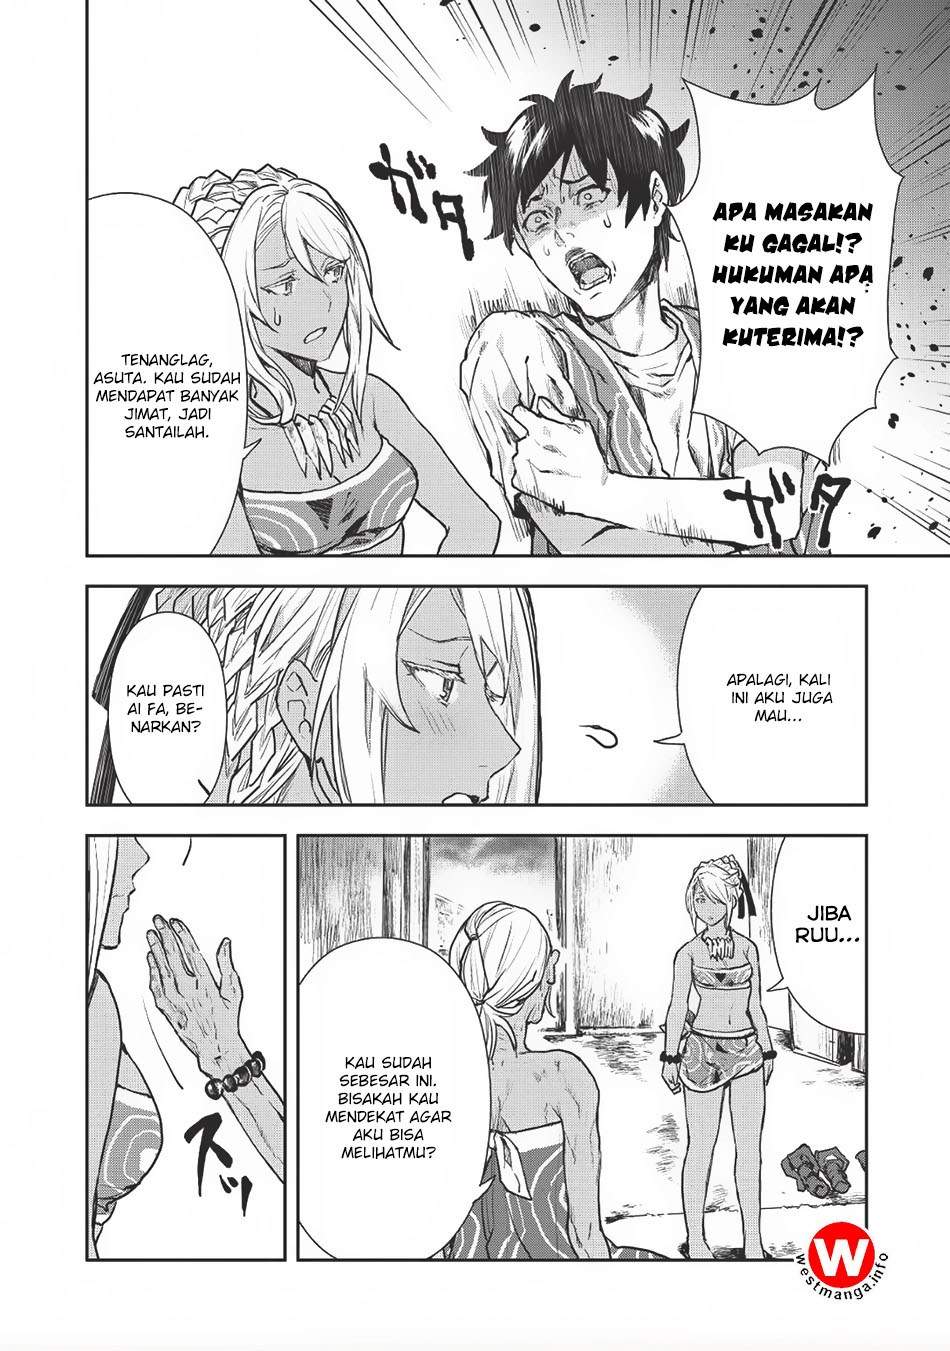 APA MASAKAN
KU GAGAL!?
HUKUMAN APA
YANG AKAN
KUTERIMA!?
ガタ
TENANGLAG,
ASUTA. KAU SUDAH
MENDAPAT BANYAK
JIMAT, JADI
SANTAILAH.
ガタ
APALAGI, KALI
INI AKU JUGA
MAU...
KAU PASTI
AI FA, BE-
NARKAN?
JIBA
RUU...
KAU SUDAH
SEBESAR INI.
BISAKAH KAU
MENDEKAT AGAR
AKU BISA
MELIHATMU?
スッ
W
westmanga.info